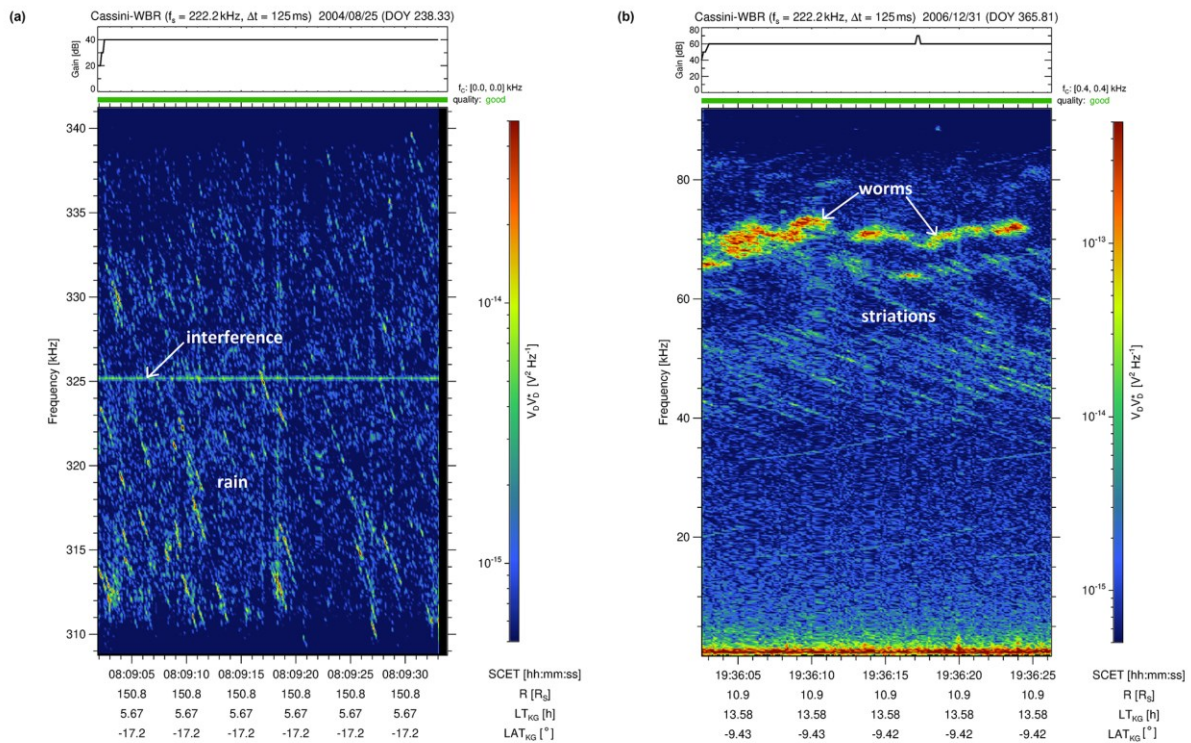 (a)
Cassini-WBR (fs = 222.2 kHz, Δt = 125 ms) 2004/08/25 (DOY 238.33)
Gain [dB]
40
20
0
fC: [0.0, 0.0] kHz
quality: good
Frequency [kHz]
340
335
330
325
320
315
310
interference
rain
10-14
10-15
VDV*D [V2 Hz-1]
08:09:05 08:09:10 08:09:15 08:09:20 08:09:25 08:09:30 SCET [hh:mm:ss]
150.8 150.8 150.8 150.8 150.8 150.8 R [RS]
5.67 5.67 5.67 5.67 5.67 5.67 LTKG [h]
-17.2 -17.2 -17.2 -17.2 -17.2 -17.2 LATKG [°]
(b)
Cassini-WBR (fs = 222.2 kHz, Δt = 125 ms) 2006/12/31 (DOY 365.81)
Gain [dB]
80
60
40
20
0
fC: [0.4, 0.4] kHz
quality: good
Frequency [kHz]
80
60
40
20
worms
striations
10-13
10-14
10-15
VDV*D [V2 Hz-1]
19:36:05 19:36:10 19:36:15 19:36:20 19:36:25 SCET [hh:mm:ss]
10.9 10.9 10.9 10.9 10.9 R [RS]
13.58 13.58 13.58 13.58 13.58 LTKG [h]
-9.43 -9.43 -9.42 -9.42 -9.42 LATKG [°]